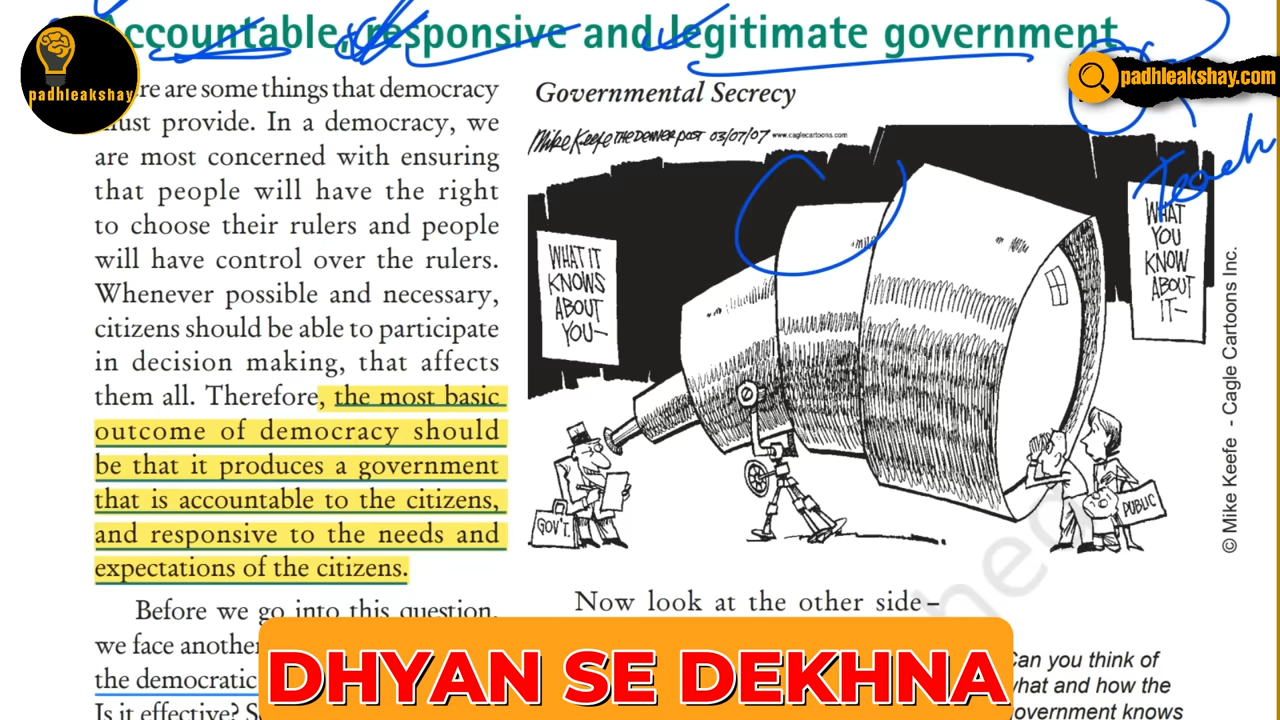 Accountable, responsive and legitimate government
padhleakshay
padhleakshay.com
Teach
re are some things that democracy
must provide. In a democracy, we
are most concerned with ensuring
that people will have the right
to choose their rulers and people
will have control over the rulers.
Whenever possible and necessary,
citizens should be able to participate
in decision making, that affects
them all. Therefore, the most basic
outcome of democracy should
be that it produces a government
that is accountable to the citizens,
and responsive to the needs and
expectations of the citizens.
Before we go into this question,
we face another
the democratic
Is it effective?
Governmental Secrecy
Mike Keefe THE DENVER POST 03/07/07 www.caglecartoons.com
WHAT IT
KNOWS
ABOUT
YOU—
WHAT
YOU
KNOW
ABOUT
IT—
GOV'T.
PUBLIC
© Mike Keefe - Cagle Cartoons Inc.
Now look at the other side –
Can you think of
what and how the
government knows
DHYAN SE DEKHNA